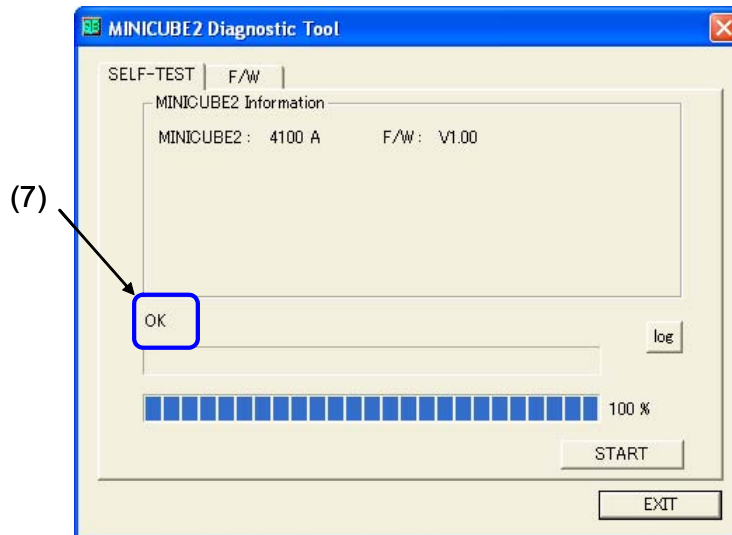 MINICUBE2 Diagnostic Tool
SELF-TEST
F/W
MINICUBE2 Information
MINICUBE2 : 4100 A F/W : V1.00
(7)
OK
log
100 %
START
EXIT